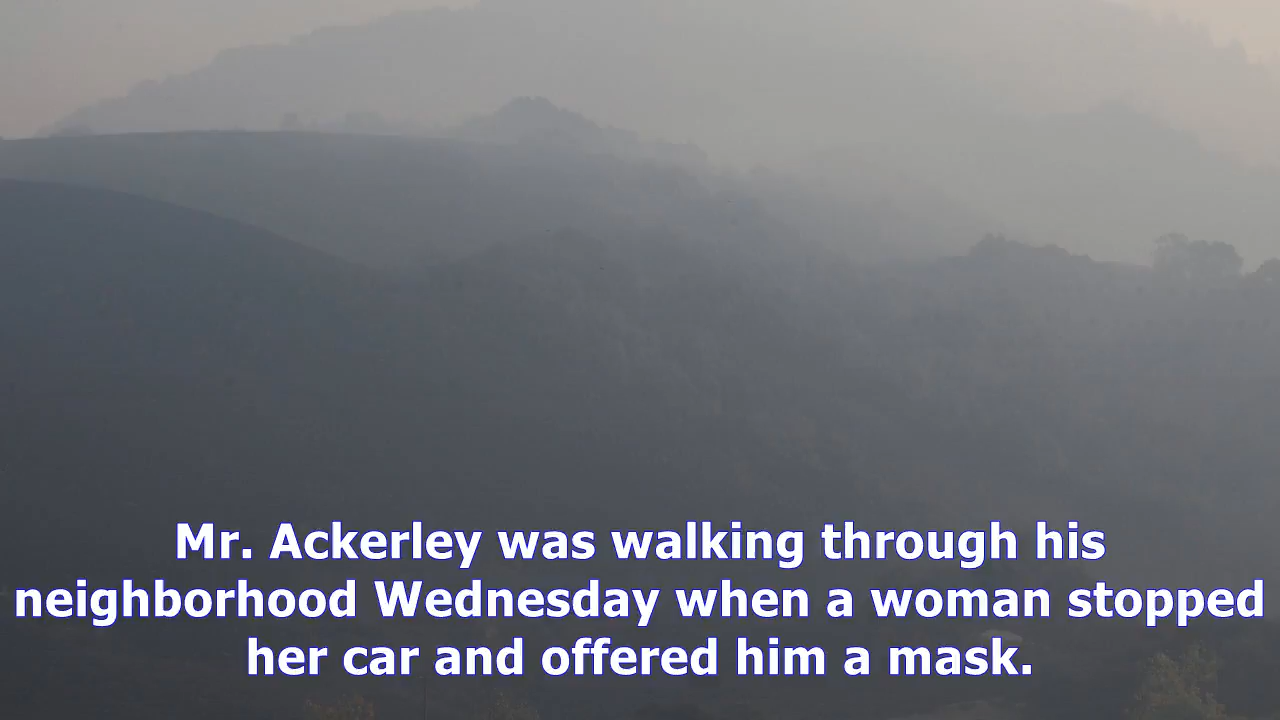 Mr. Ackerley was walking through his
neighborhood Wednesday when a woman stopped
her car and offered him a mask.